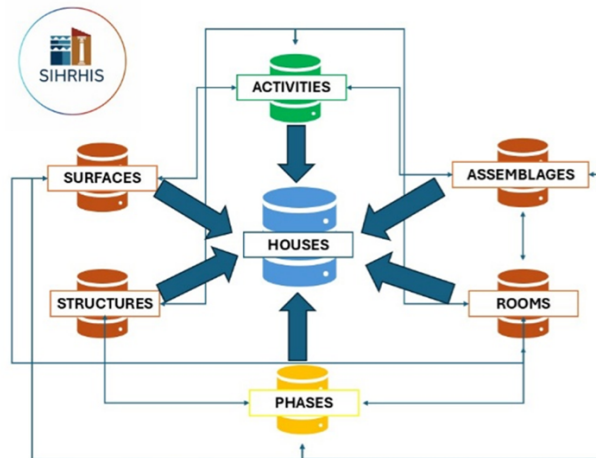 SIHRHIS
ACTIVITIES
SURFACES
ASSEMBLAGES
HOUSES
STRUCTURES
ROOMS
PHASES